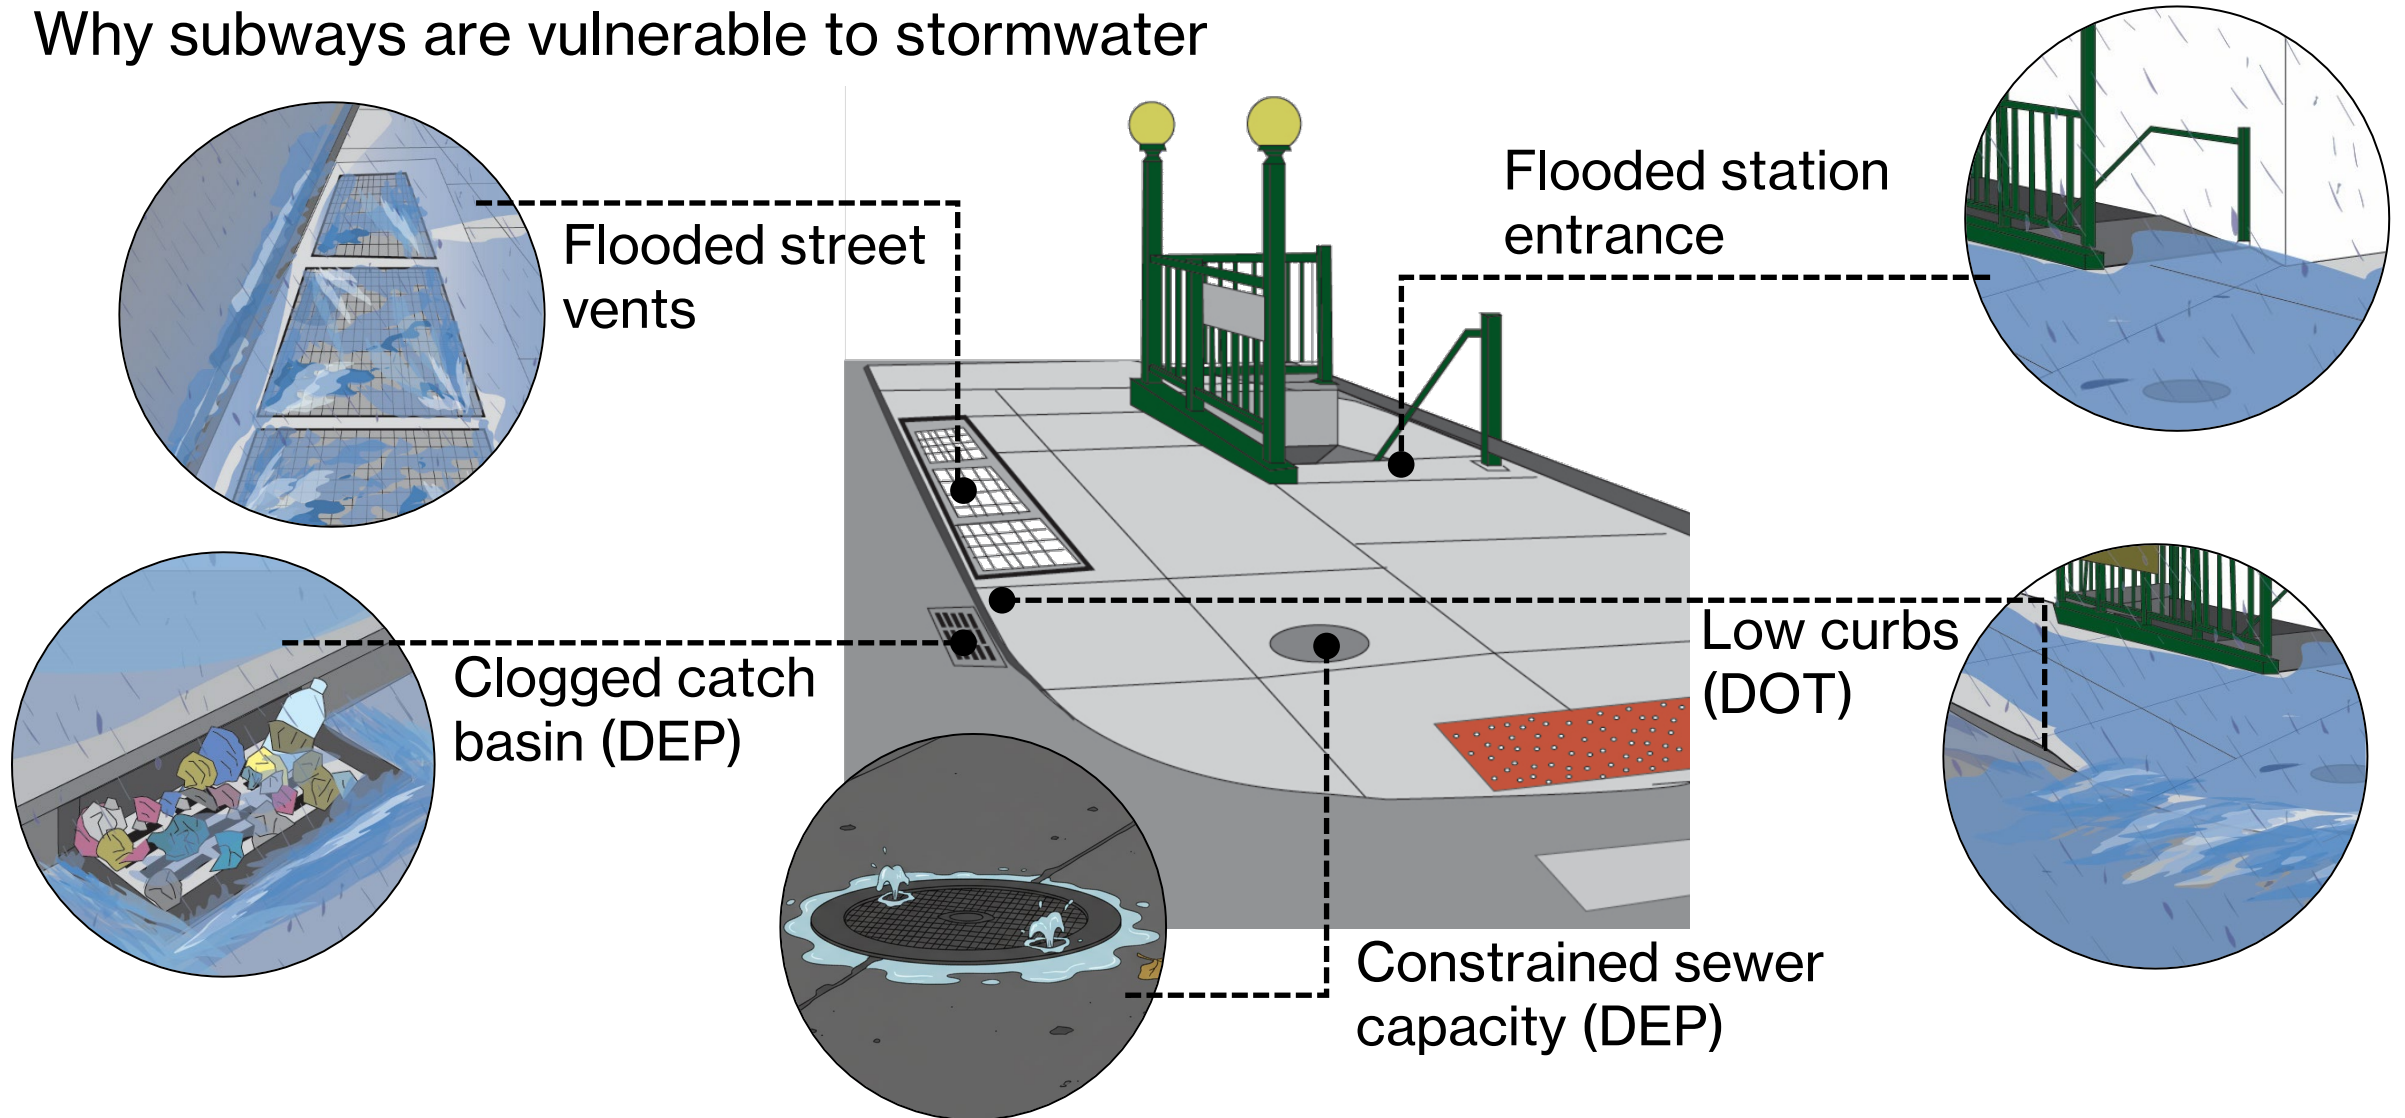 Why subways are vulnerable to stormwater
Flooded street
vents
Flooded station
entrance
Clogged catch
basin (DEP)
Low curbs
(DOT)
Constrained sewer
capacity (DEP)